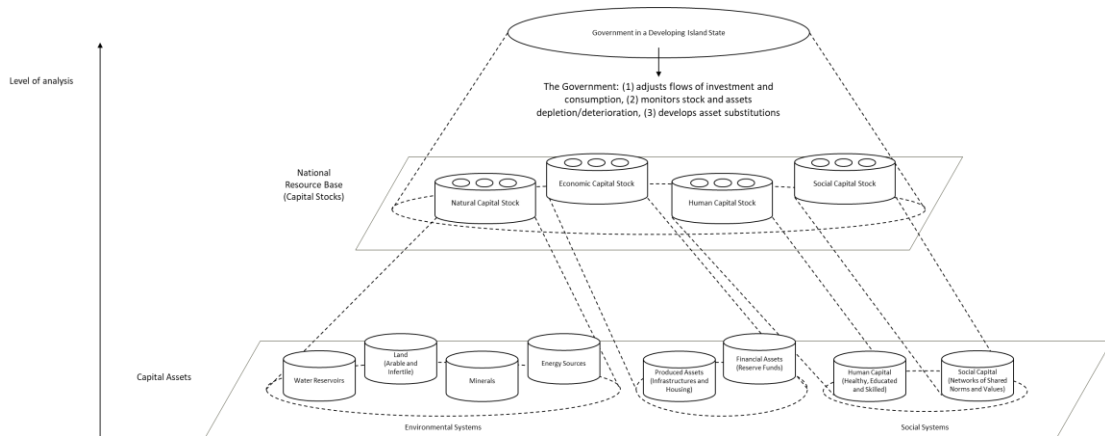 Government in a Developing Island State
Level of analysis
The Government: (1) adjusts flows of investment and
consumption, (2) monitors stock and assets
depletion/deterioration, (3) develops asset substitutions
National
Resource Base
(Capital Stocks)
Natural Capital Stock
Economic Capital Stock
Human Capital Stock
Social Capital Stock
Capital Assets
Water Reservoirs
Land
(Arable and
Infertile)
Minerals
Energy Sources
Produced Assets
(Infrastructures and
Housing)
Financial Assets
(Reserve Funds)
Human Capital
(Healthy, Educated
and Skilled)
Social Capital
(Networks of Shared
Norms and Values)
Environmental Systems
Social Systems